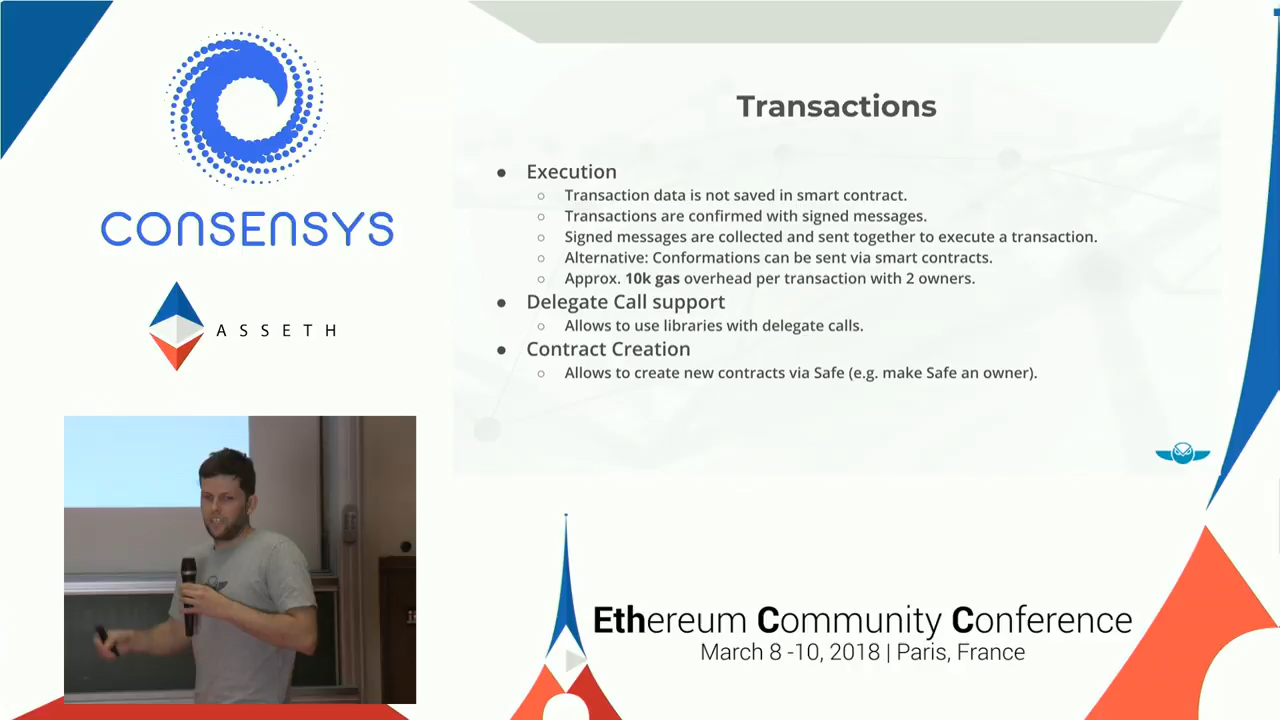 CONSENSYS
ASSETH
Transactions
● Execution
○ Transaction data is not saved in smart contract.
○ Transactions are confirmed with signed messages.
○ Signed messages are collected and sent together to execute a transaction.
○ Alternative: Conformations can be sent via smart contracts.
○ Approx. 10k gas overhead per transaction with 2 owners.
● Delegate Call support
○ Allows to use libraries with delegate calls.
● Contract Creation
○ Allows to create new contracts via Safe (e.g. make Safe an owner).
Ethereum Community Conference
March 8 -10, 2018 | Paris, France